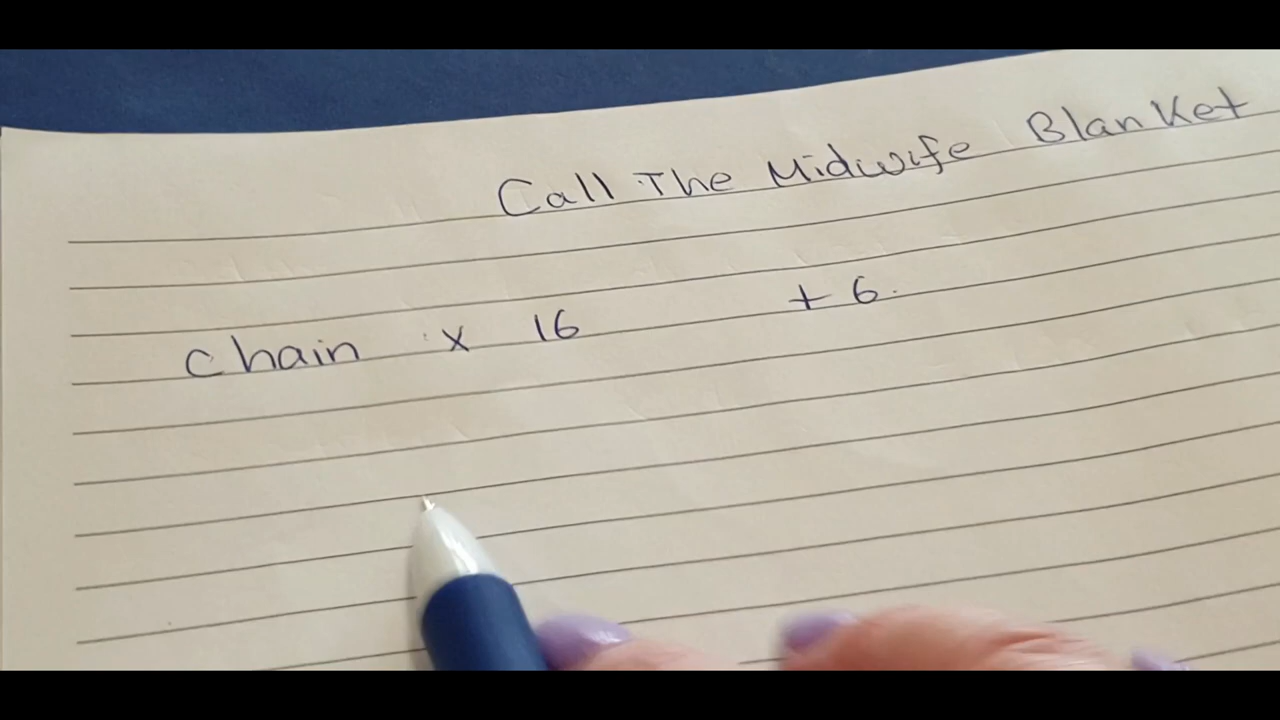 Call The Midwife Blanket
chain x 16 + 6.